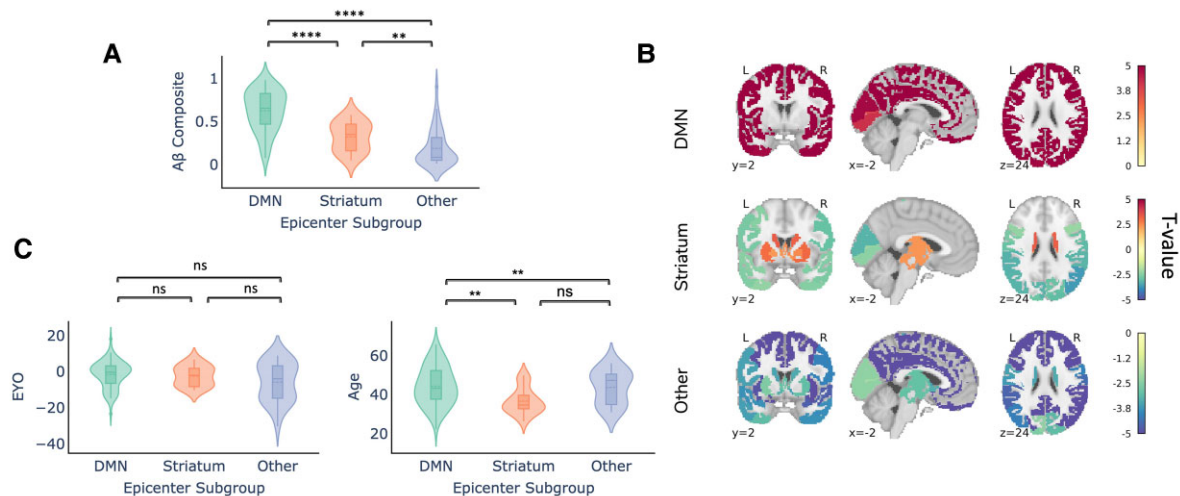 A
****
****
**
Aβ Composite
1
0.5
0
DMN
Striatum
Other
Epicenter Subgroup
B
DMN
L
R
y=2
x=-2
z=24
5
3.8
2.5
1.2
0
Striatum
L
R
y=2
x=-2
z=24
5
2.5
0
-2.5
-5
T-value
Other
L
R
y=2
x=-2
z=24
0
-1.2
-2.5
-3.8
-5
C
ns
ns
ns
EYO
20
0
−20
−40
DMN
Striatum
Other
Epicenter Subgroup
**
**
ns
Age
60
40
20
DMN
Striatum
Other
Epicenter Subgroup